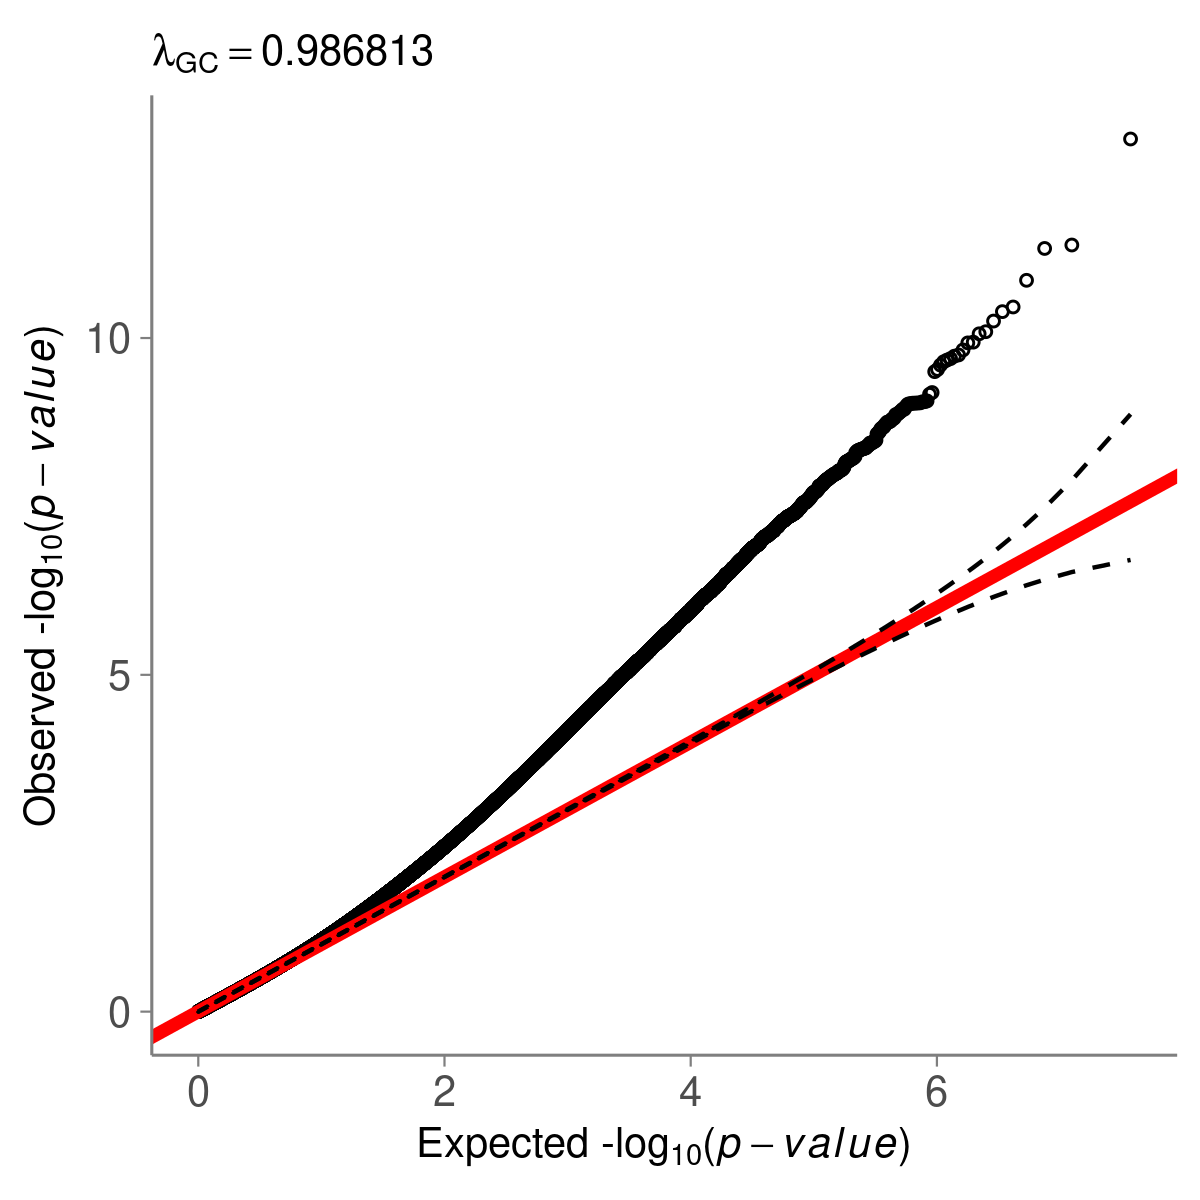 λGC = 0.986813
Observed -log10(p − value)
10
5
0
0 2 4 6
Expected -log10(p − value)